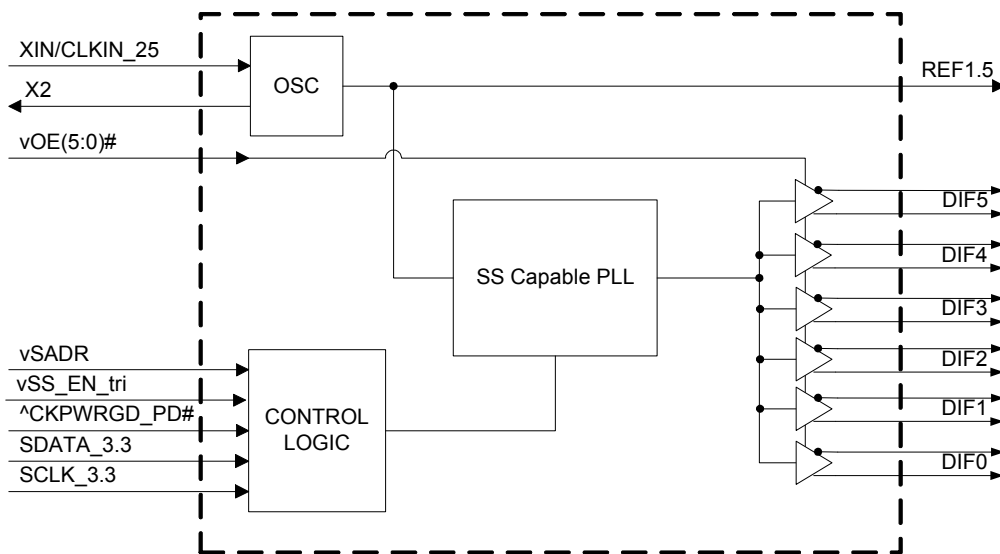 XIN/CLKIN_25
X2
vOE(5:0)#
OSC
REF1.5
SS Capable PLL
DIF5
DIF4
DIF3
DIF2
DIF1
DIF0
vSADR
vSS_EN_tri
^CKPWRGD_PD#
SDATA_3.3
SCLK_3.3
CONTROL
LOGIC